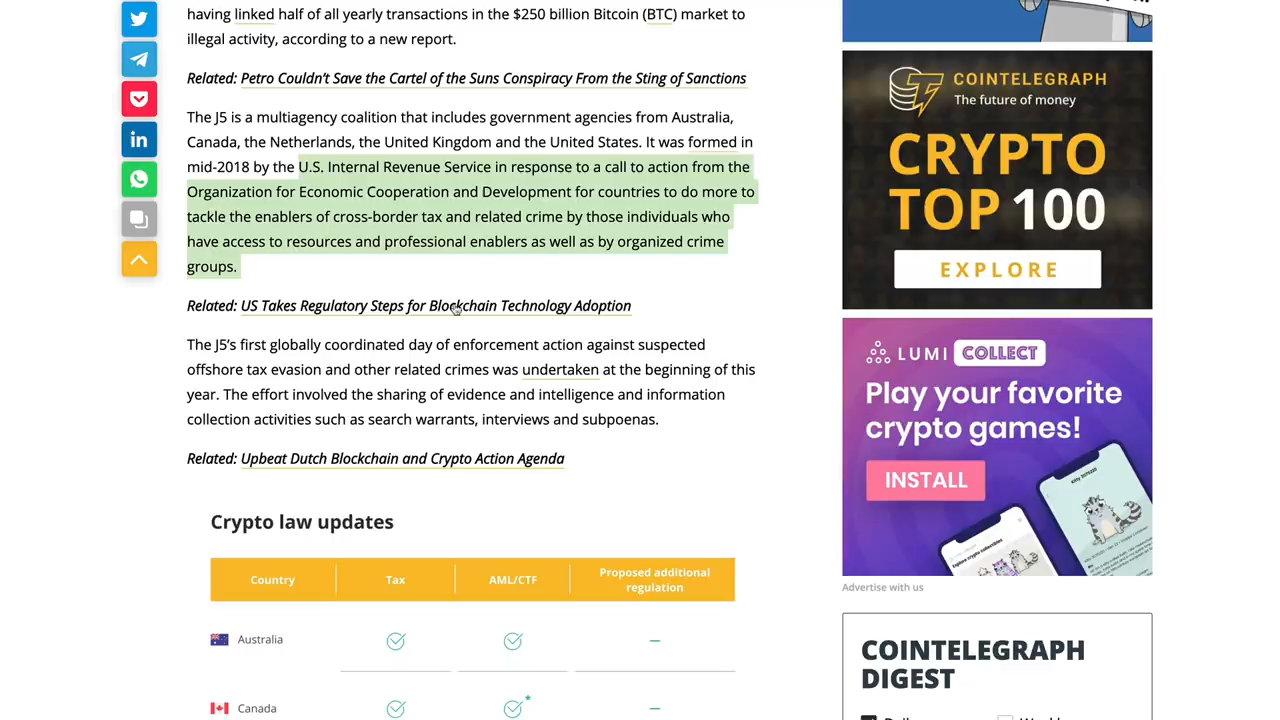 having linked half of all yearly transactions in the $250 billion Bitcoin (BTC) market to
illegal activity, according to a new report.
Related: Petro Couldn't Save the Cartel of the Suns Conspiracy From the Sting of Sanctions
The J5 is a multiagency coalition that includes government agencies from Australia,
Canada, the Netherlands, the United Kingdom and the United States. It was formed in
mid-2018 by the U.S. Internal Revenue Service in response to a call to action from the
Organization for Economic Cooperation and Development for countries to do more to
tackle the enablers of cross-border tax and related crime by those individuals who
have access to resources and professional enablers as well as by organized crime
groups.
Related: US Takes Regulatory Steps for Blockchain Technology Adoption
The J5's first globally coordinated day of enforcement action against suspected
offshore tax evasion and other related crimes was undertaken at the beginning of this
year. The effort involved the sharing of evidence and intelligence and information
collection activities such as search warrants, interviews and subpoenas.
Related: Upbeat Dutch Blockchain and Crypto Action Agenda
Crypto law updates
Country Tax AML/CTF Proposed additional
regulation
Australia –
Canada * –
in
COINTELEGRAPH
The future of money
CRYPTO
TOP 100
EXPLORE
LUMI COLLECT
Play your favorite
crypto games!
INSTALL
Advertise with us
COINTELEGRAPH
DIGEST